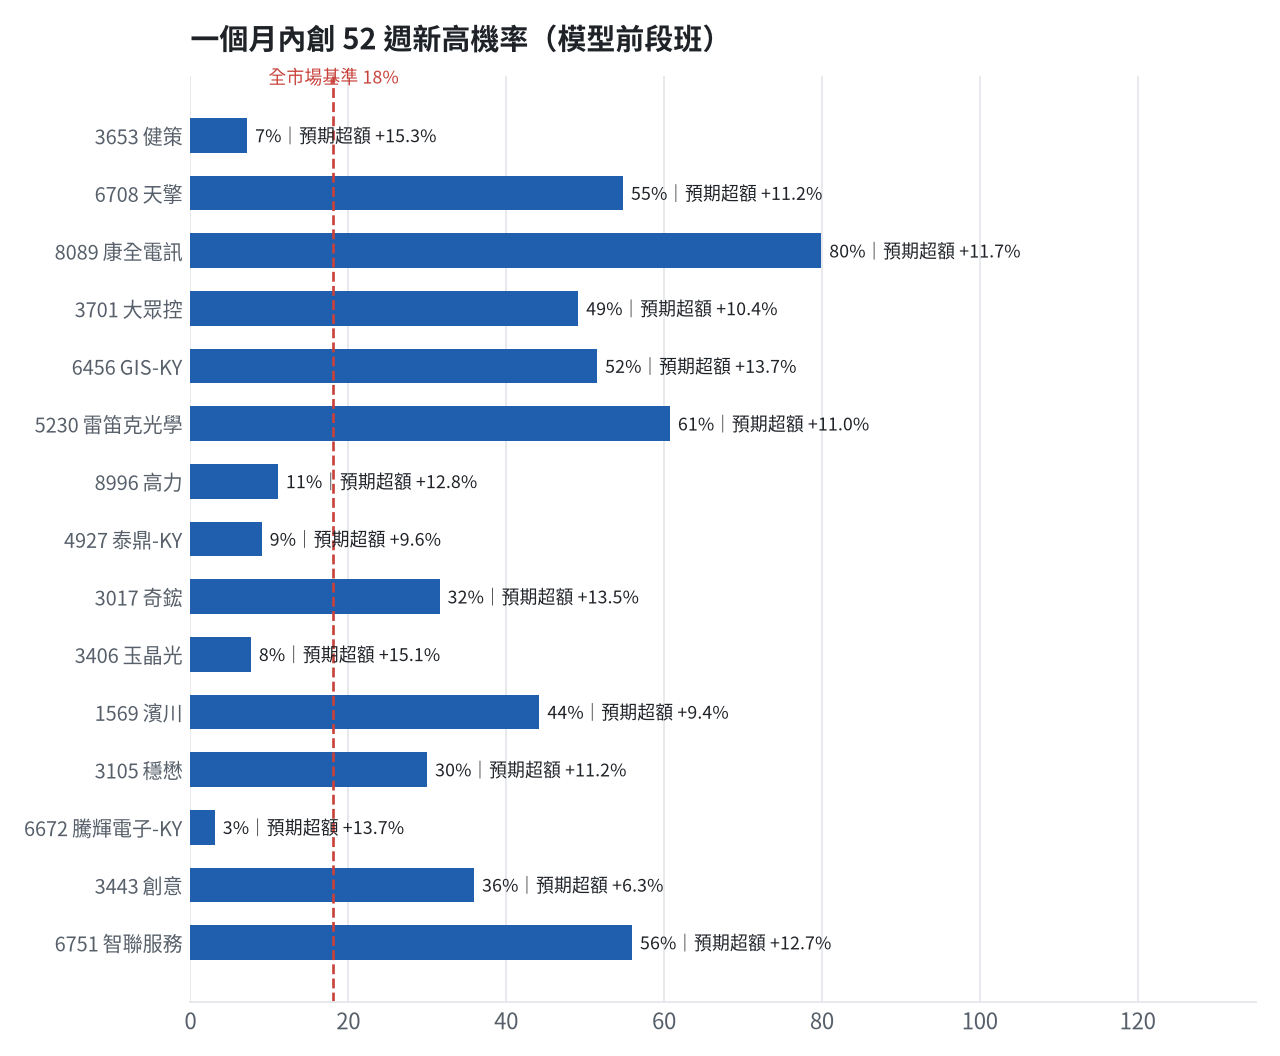 一個月內創 52 週新高機率（模型前段班）
全市場基準 18%
3653 健策 7%｜預期超額 +15.3%
6708 天擎 55%｜預期超額 +11.2%
8089 康全電訊 80%｜預期超額 +11.7%
3701 大眾控 49%｜預期超額 +10.4%
6456 GIS-KY 52%｜預期超額 +13.7%
5230 雷笛克光學 61%｜預期超額 +11.0%
8996 高力 11%｜預期超額 +12.8%
4927 泰鼎-KY 9%｜預期超額 +9.6%
3017 奇鋐 32%｜預期超額 +13.5%
3406 玉晶光 8%｜預期超額 +15.1%
1569 濱川 44%｜預期超額 +9.4%
3105 穩懋 30%｜預期超額 +11.2%
6672 騰輝電子-KY 3%｜預期超額 +13.7%
3443 創意 36%｜預期超額 +6.3%
6751 智聯服務 56%｜預期超額 +12.7%
0 20 40 60 80 100 120